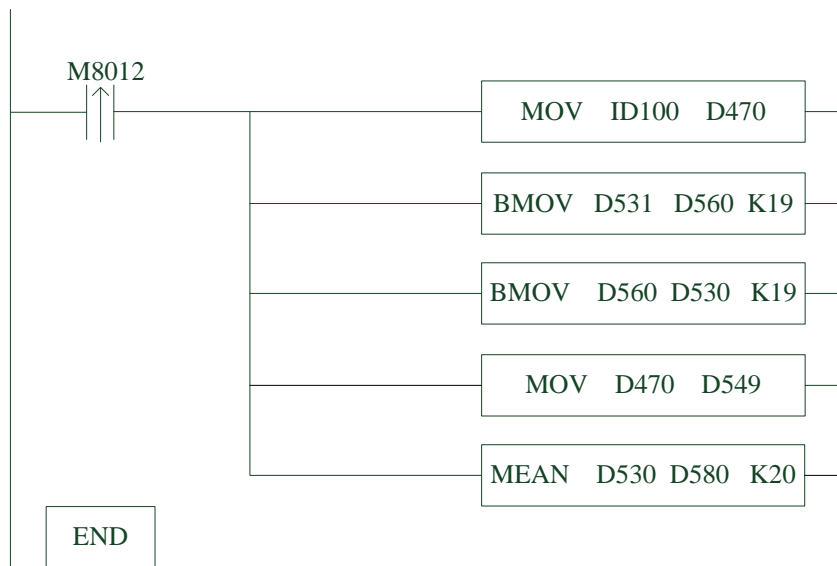 M8012
MOV ID100 D470
BMOV D531 D560 K19
BMOV D560 D530 K19
MOV D470 D549
MEAN D530 D580 K20
END